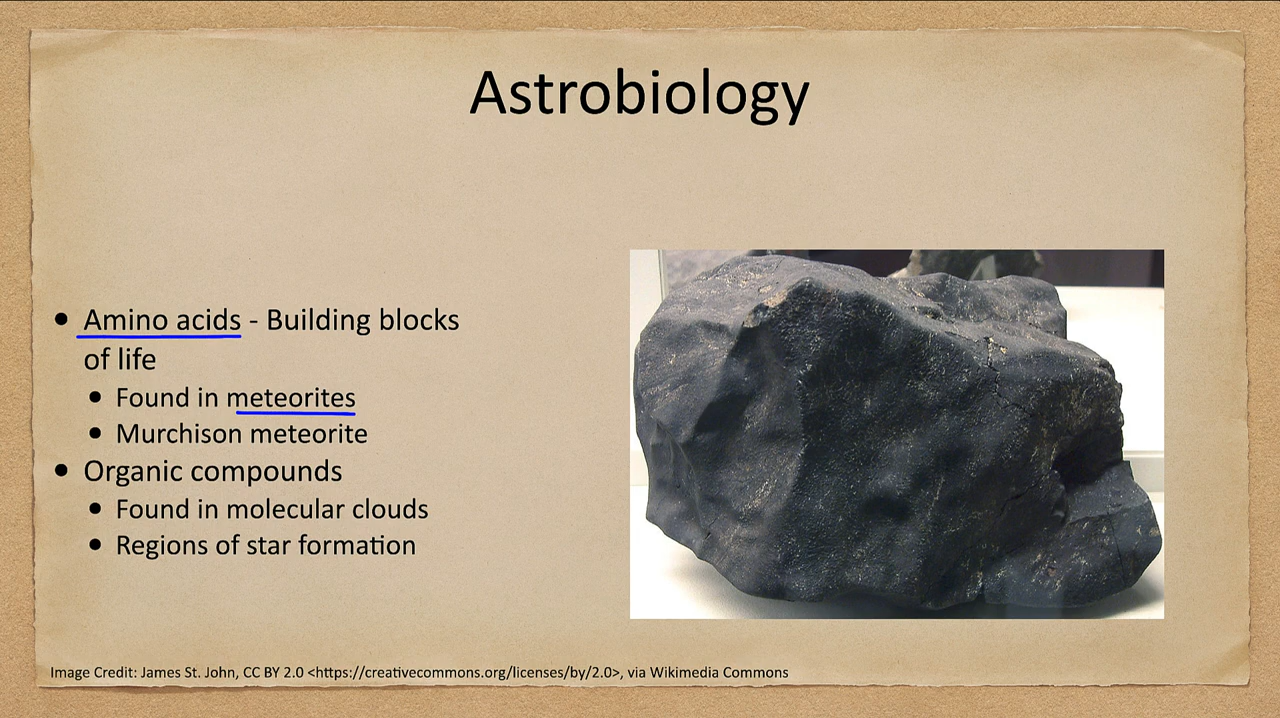 Astrobiology
• Amino acids - Building blocks
of life
• Found in meteorites
• Murchison meteorite
• Organic compounds
• Found in molecular clouds
• Regions of star formation
Image Credit: James St. John, CC BY 2.0 <https://creativecommons.org/licenses/by/2.0>, via Wikimedia Commons